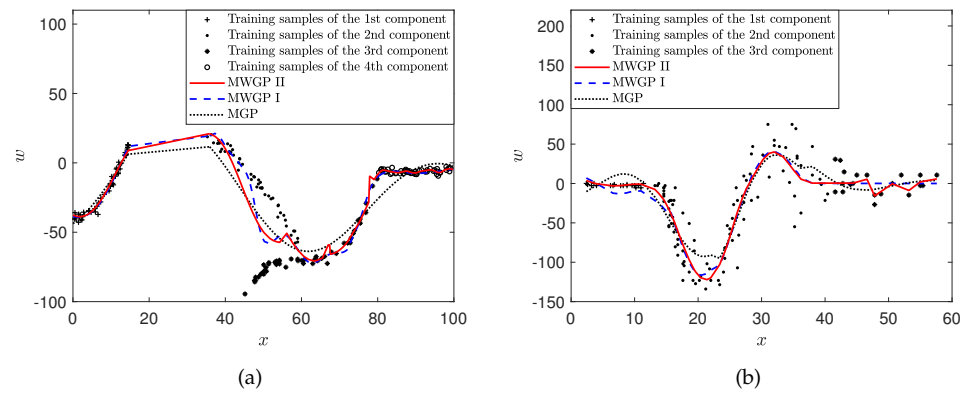 100
50
0
-50
-100
w
0
20
40
60
80
100
x
+ Training samples of the 1st component
Training samples of the 2nd component
Training samples of the 3rd component
Training samples of the 4th component
MWGP II
MWGP I
MGP
(a)
200
150
100
50
0
-50
-100
-150
w
0
10
20
30
40
50
60
x
+ Training samples of the 1st component
Training samples of the 2nd component
Training samples of the 3rd component
MWGP II
MWGP I
MGP
(b)